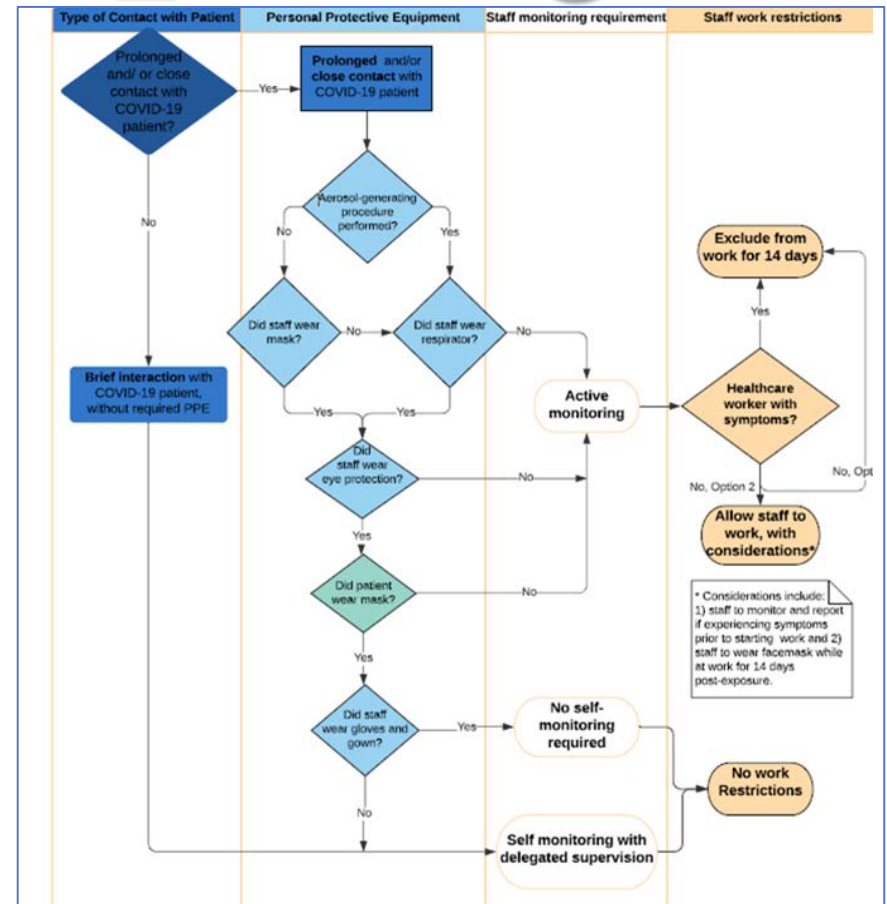 Type of Contact with Patient
Personal Protective Equipment
Staff monitoring requirement
Staff work restrictions
Prolonged
and/ or close
contact with
COVID-19
patient?
Yes
Prolonged and/or
close contact with
COVID-19 patient
Aerosol-generating
procedure
performed?
No
No
Yes
Exclude from
work for 14 days
Did staff wear
mask?
No
Did staff wear
respirator?
No
Yes
Brief interaction with
COVID-19 patient,
without required PPE
Active
monitoring
Healthcare
worker with
symptoms?
Yes
Yes
Did
staff wear
eye protection?
No
No, Opt
No, Option 2
Allow staff to
work, with
considerations*
Yes
Did patient
wear mask?
No
* Considerations include:
1) staff to monitor and report
if experiencing symptoms
prior to starting work and 2)
staff to wear facemask while
at work for 14 days
post-exposure.
Yes
Did staff
wear gloves and
gown?
Yes
No self-
monitoring
required
No work
Restrictions
No
Self monitoring with
delegated supervision